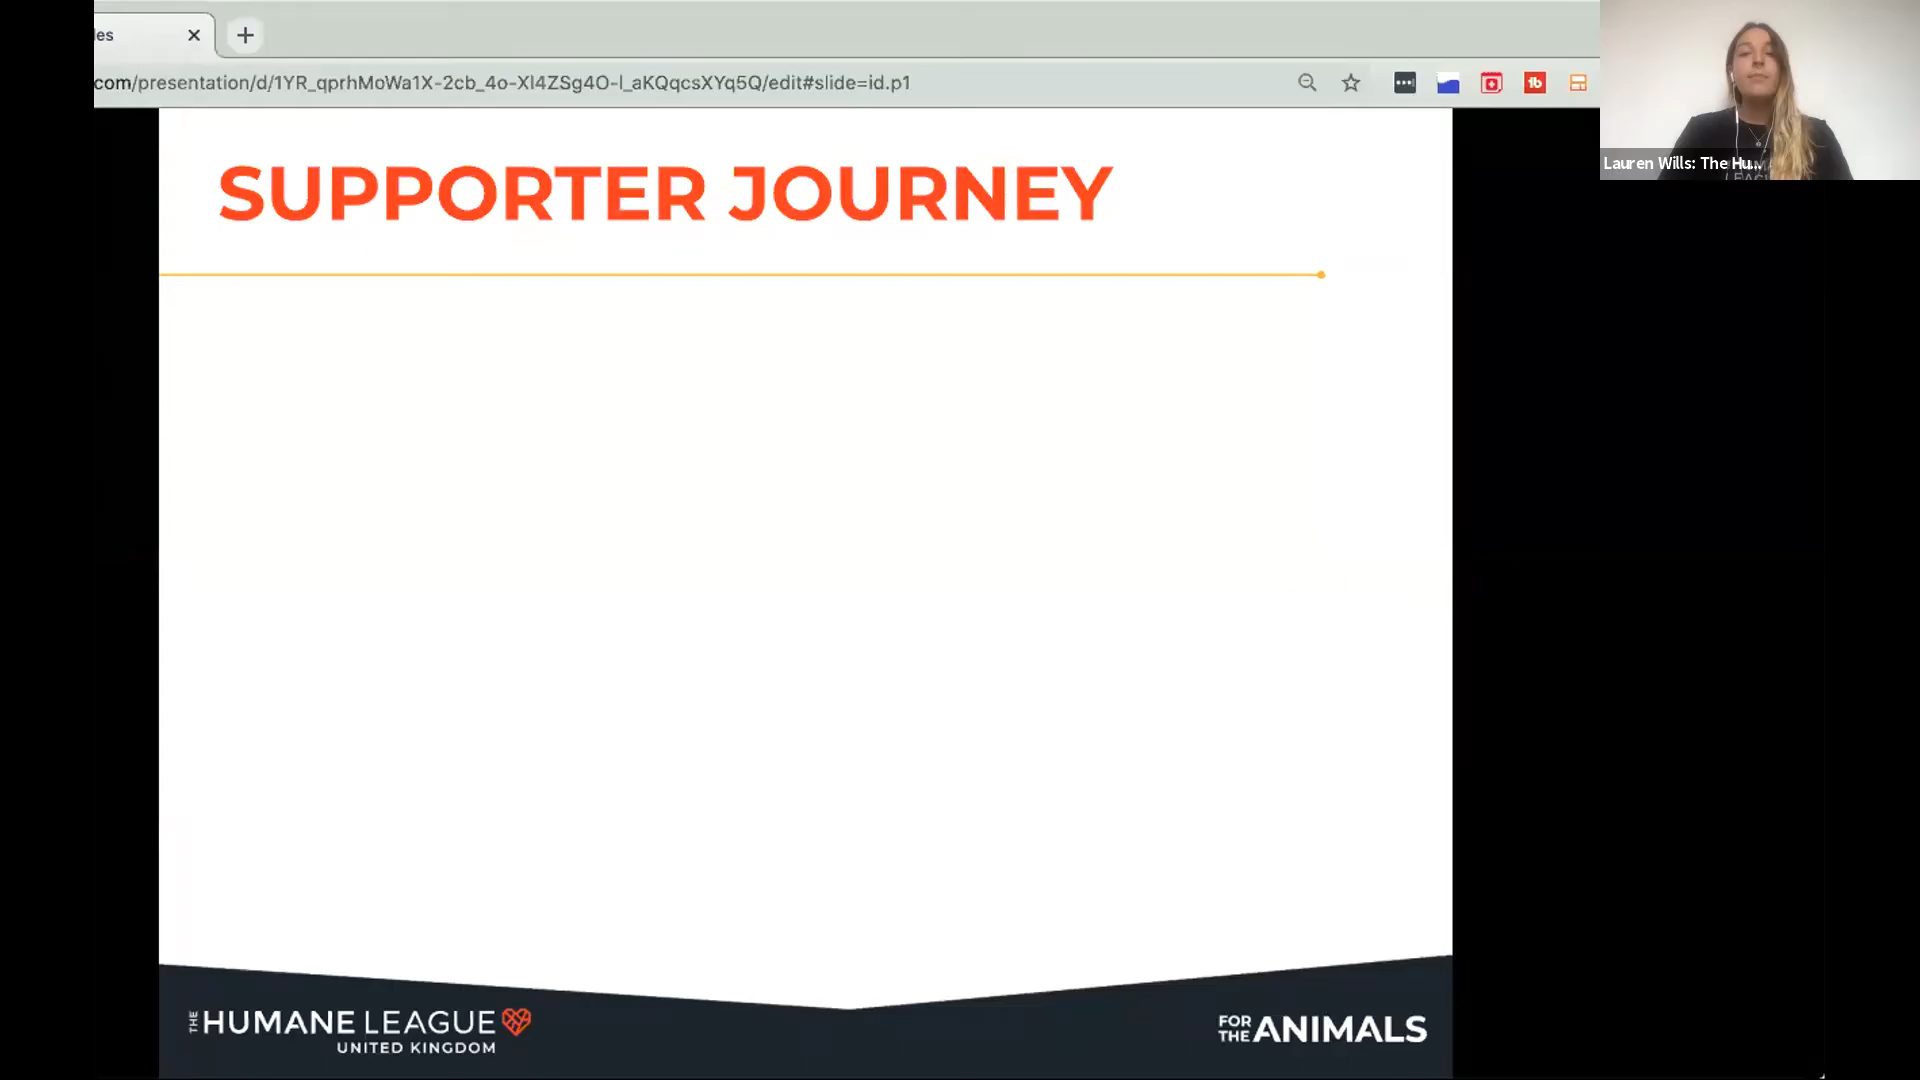 les
com/presentation/d/1YR_qprhMoWa1X-2cb_4o-Xl4ZSg4O-l_aKQqcsXYq5Q/edit#slide=id.p1
Lauren Wills: The Hu...
SUPPORTER JOURNEY
THE HUMANE LEAGUE
UNITED KINGDOM
FOR THE ANIMALS